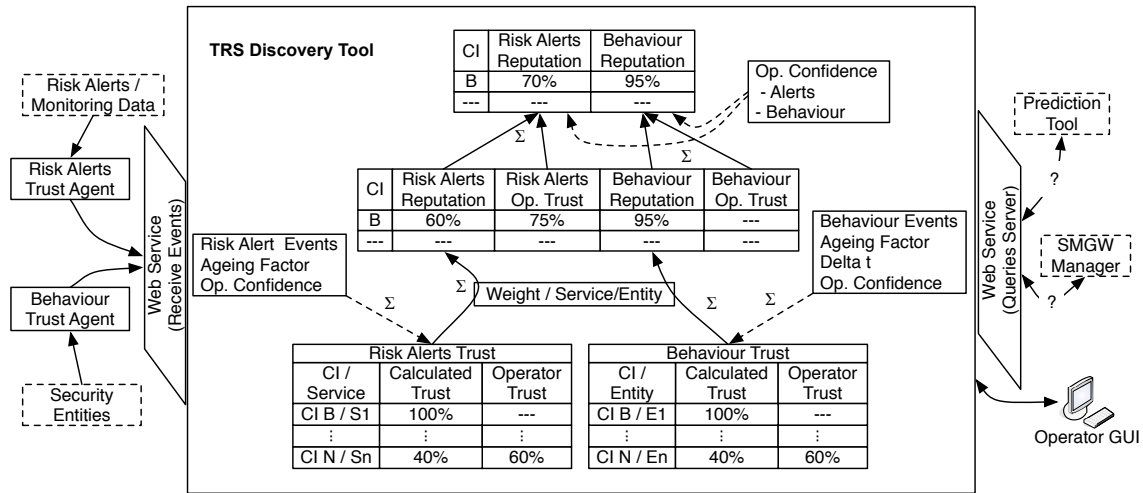 TRS Discovery Tool
CI
Risk Alerts
Reputation
Behaviour
Reputation
B
70%
95%
---
---
---
Op. Confidence
- Alerts
- Behaviour
Risk Alerts /
Monitoring Data
Risk Alerts
Trust Agent
Behaviour
Trust Agent
Security
Entities
Web Service
(Receive Events)
Σ
Σ
CI
Risk Alerts
Reputation
Risk Alerts
Op. Trust
Behaviour
Reputation
Behaviour
Op. Trust
B
60%
75%
95%
---
---
---
---
---
---
Risk Alert Events
Ageing Factor
Op. Confidence
Behaviour Events
Ageing Factor
Delta t
Op. Confidence
Σ
Σ
Weight / Service/Entity
Σ
Σ
Risk Alerts Trust
CI /
Service
Calculated
Trust
Operator
Trust
CI B / S1
100%
---
⋮
⋮
⋮
CI N / Sn
40%
60%
Behaviour Trust
CI /
Entity
Calculated
Trust
Operator
Trust
CI B / E1
100%
---
⋮
⋮
⋮
CI N / En
40%
60%
Web Service
(Queries Server)
Prediction
Tool
?
SMGW
Manager
?
Operator GUI